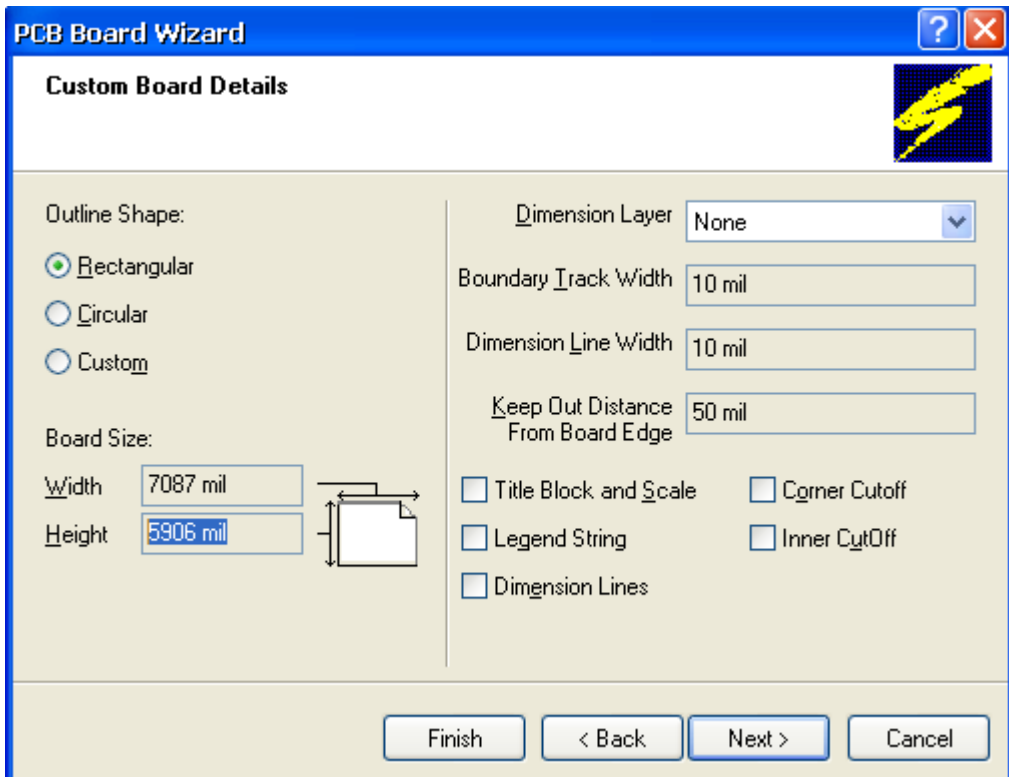 PCB Board Wizard
Custom Board Details
Outline Shape:
Rectangular
Circular
Custom
Board Size:
Width 7087 mil
Height 5906 mil
Dimension Layer None
Boundary Track Width 10 mil
Dimension Line Width 10 mil
Keep Out Distance
From Board Edge 50 mil
Title Block and Scale Corner Cutoff
Legend String Inner CutOff
Dimension Lines
Finish < Back Next > Cancel